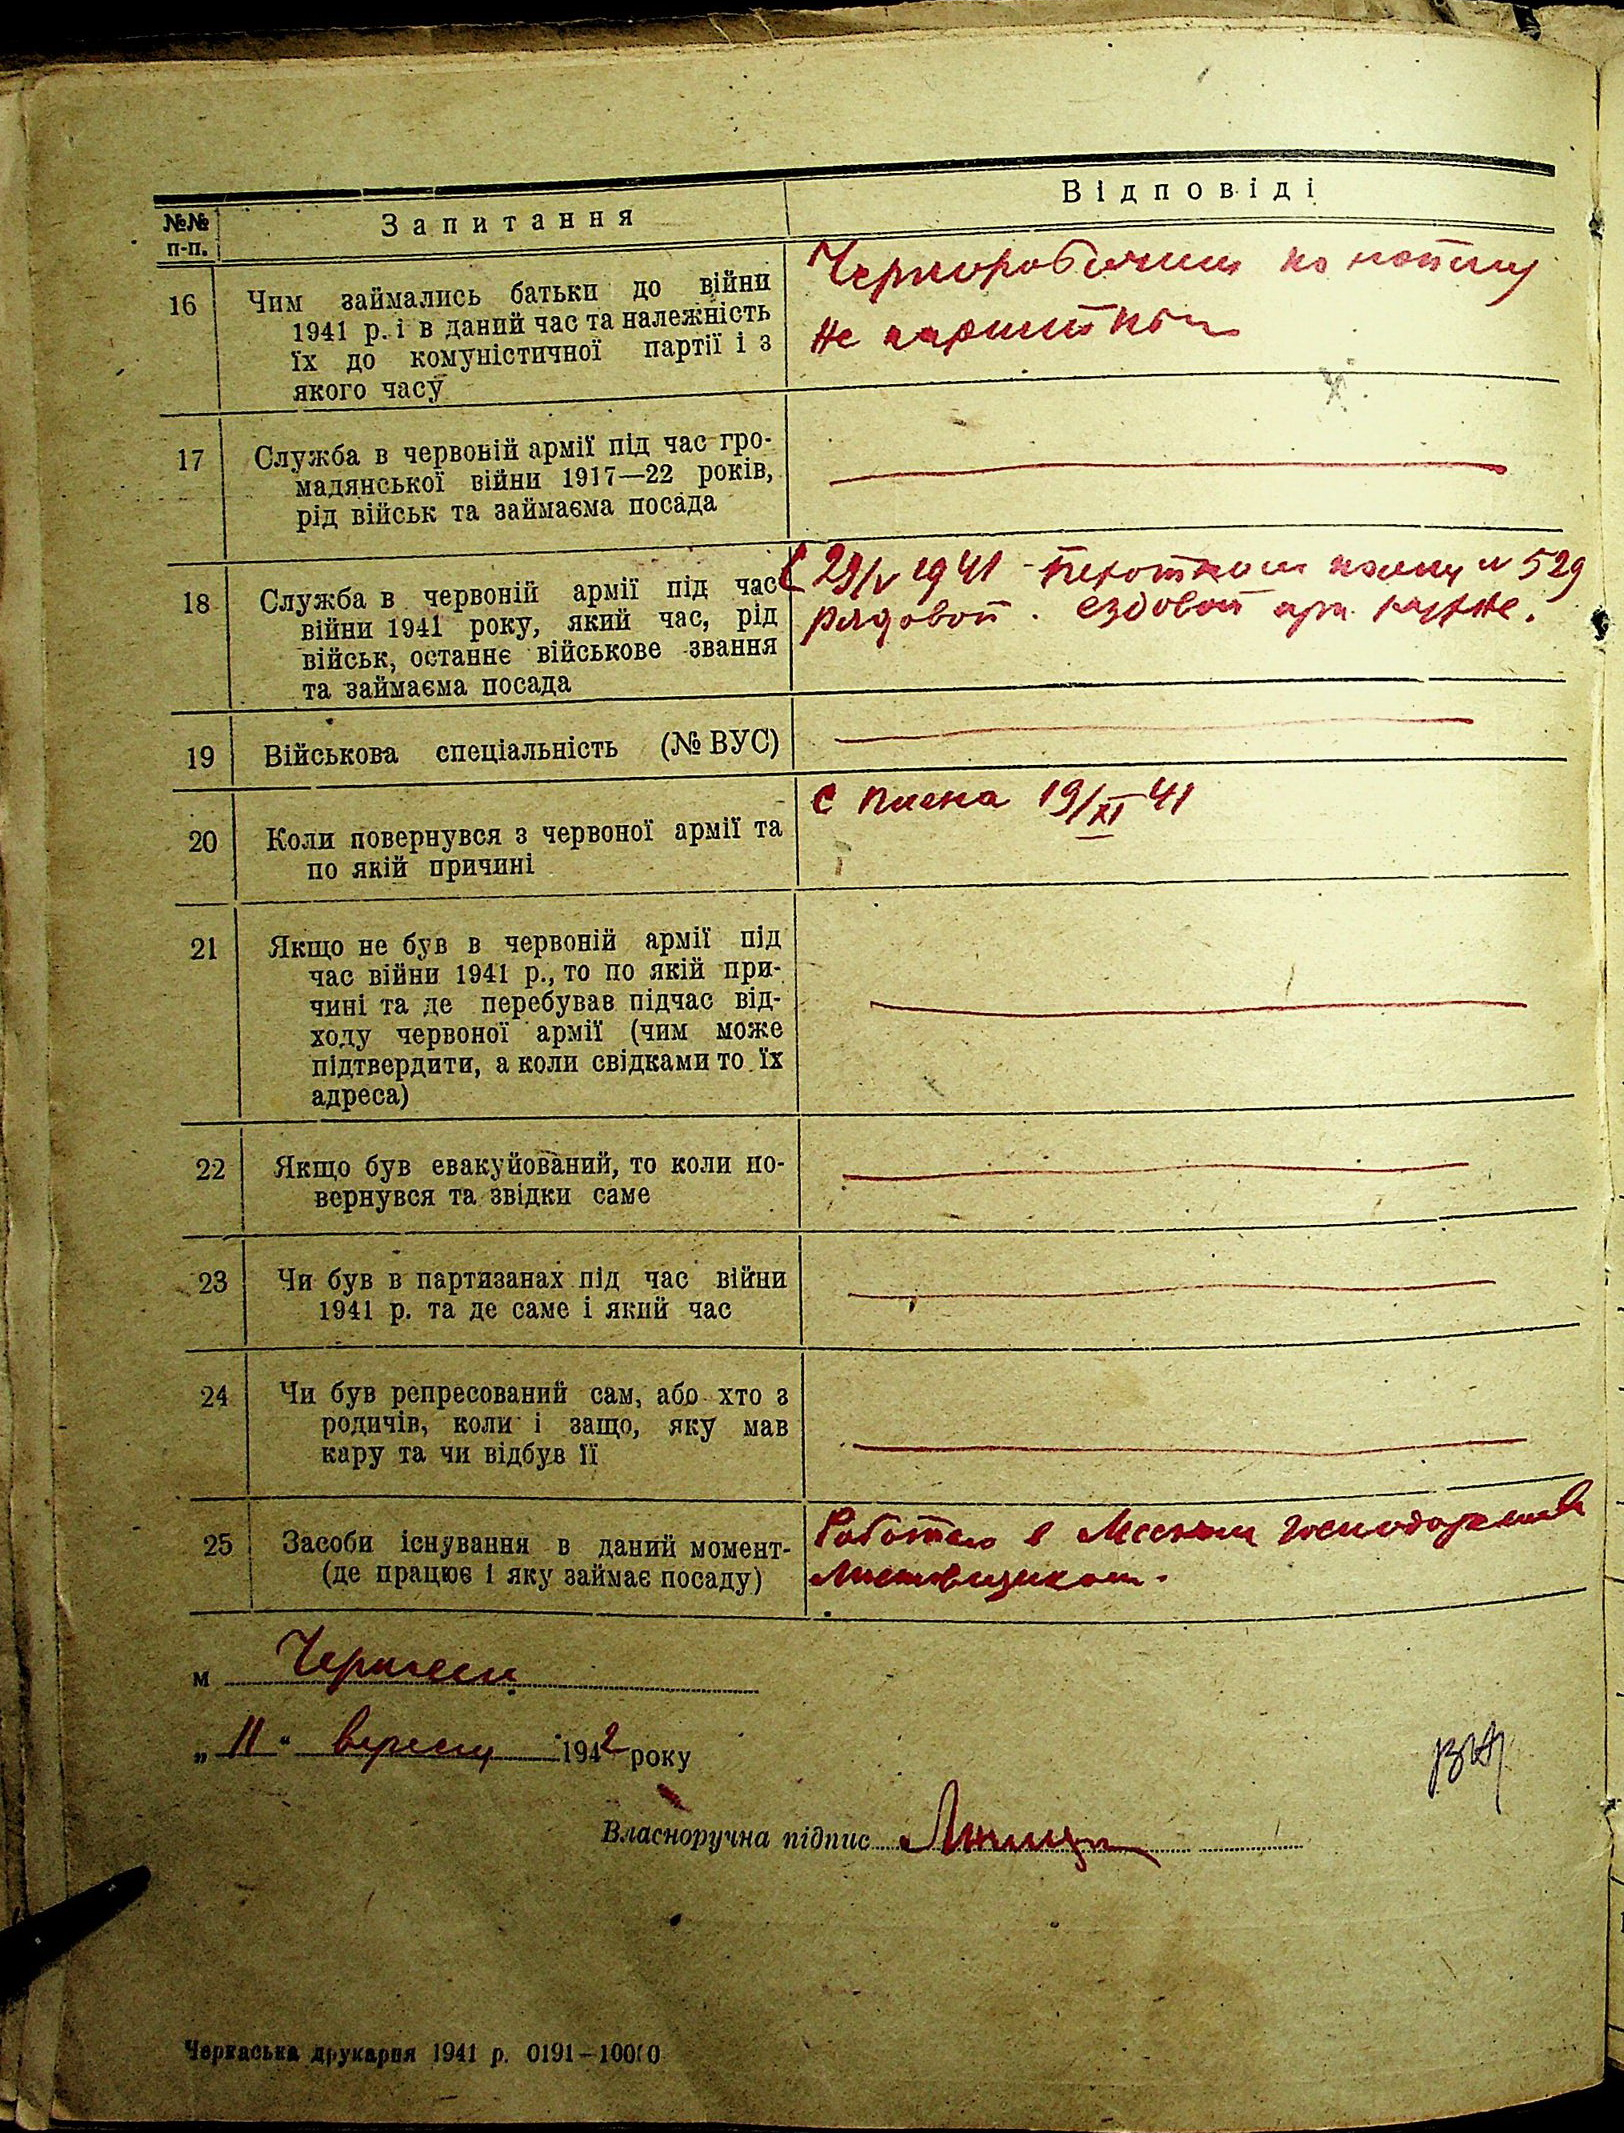 №№ п-п.
Запитання
Відповіді
16
Чим займались батьки до війни
1941 р. і в даний час та належність
їх до комуністичної партії і з
якого часу
Чернорабочими по
не
17
Служба в червоній армії під час гро-
мадянської війни 1917—22 років,
рід військ та займаєма посада
18
Служба в червоній армії під час
війни 1941 року, який час, рід
військ, останнє військове звання
та займаєма посада
С 29/V 1941 полку № 529
рядовой. ездовой при кухне.
19
Військова спеціальність (№ ВУС)
20
Коли повернувся з червоної армії та
по якій причині
с плена 19/XI 41
21
Якщо не був в червоній армії під
час війни 1941 р., то по якій при-
чині та де перебував підчас від-
ходу червоної армії (чим може
підтвердити, а коли свідками то їх
адреса)
22
Якщо був евакуйований, то коли по-
вернувся та звідки саме
23
Чи був в партизанах під час війни
1941 р. та де саме і який час
24
Чи був репресований сам, або хто з
родичів, коли і защо, яку мав
кару та чи відбув її
25
Засоби існування в даний момент-
(де працює і яку займає посаду)
Работаю в
м Черкассы
„ 11 “ вересня 1942 року
Власноручна підпис
Черкаська друкарня 1941 р. 0191–10000